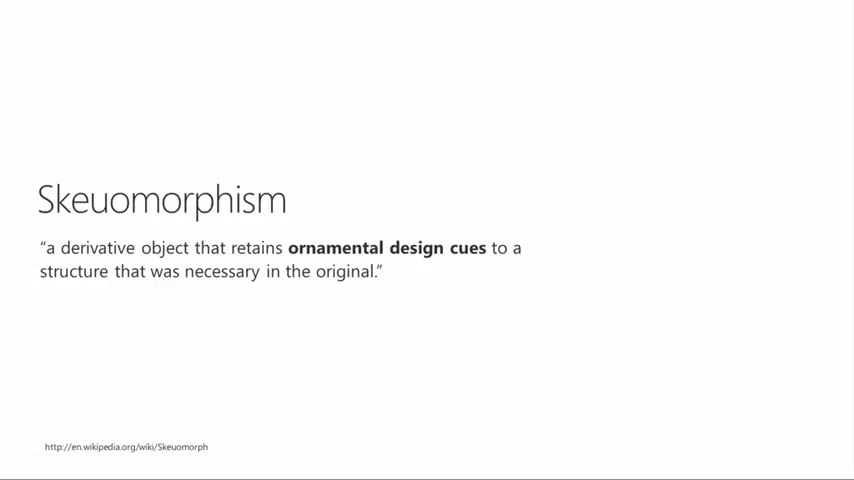 Skeuomorphism
“a derivative object that retains ornamental design cues to a
structure that was necessary in the original.”
http://en.wikipedia.org/wiki/Skeuomorph